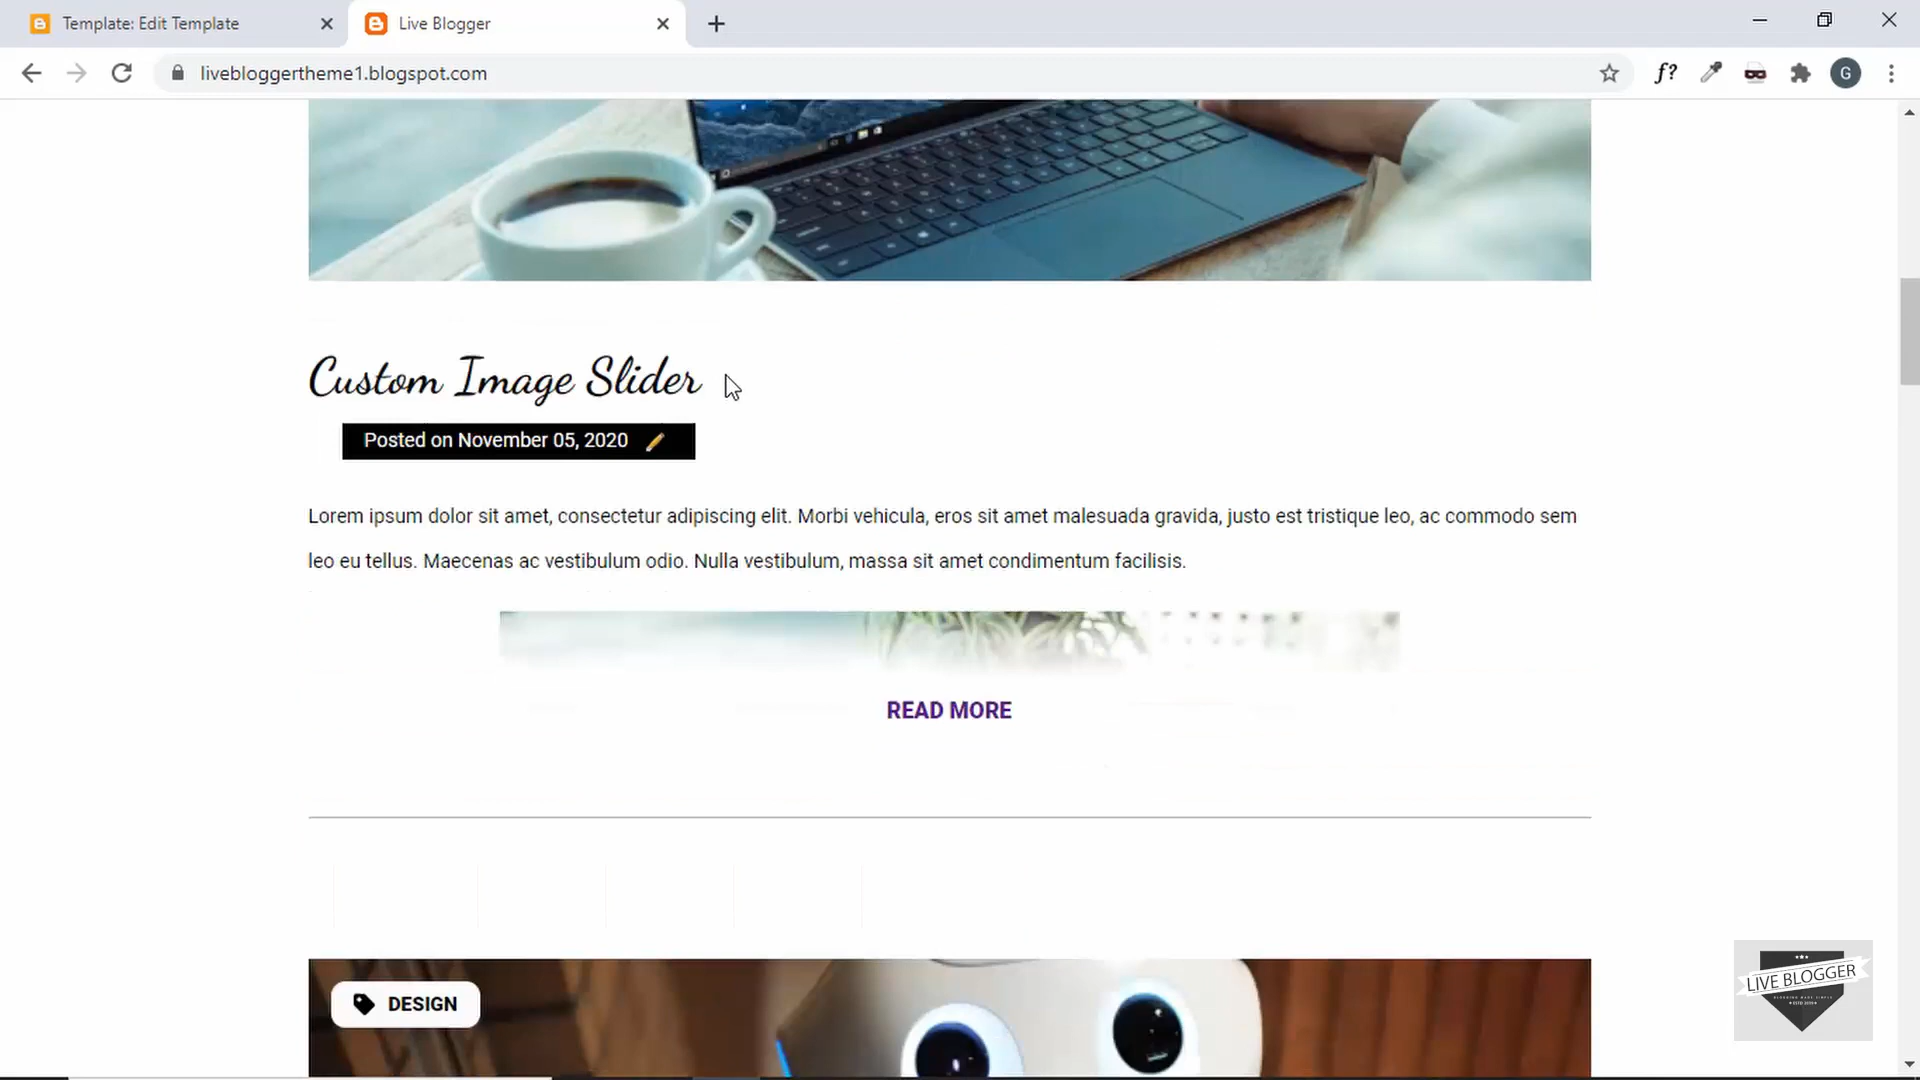 Template: Edit Template
Live Blogger
livebloggertheme1.blogspot.com
f?
G
Custom Image Slider
Posted on November 05, 2020
Lorem ipsum dolor sit amet, consectetur adipiscing elit. Morbi vehicula, eros sit amet malesuada gravida, justo est tristique leo, ac commodo sem
leo eu tellus. Maecenas ac vestibulum odio. Nulla vestibulum, massa sit amet condimentum facilisis.
READ MORE
DESIGN
LIVE BLOGGER